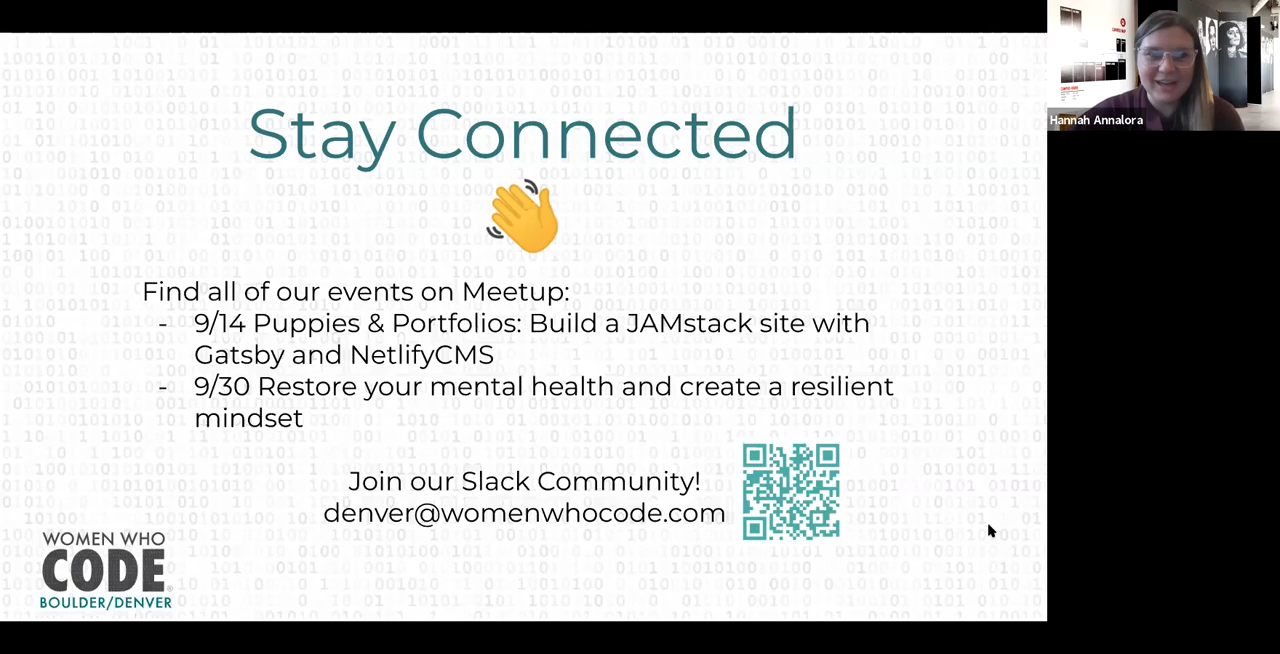 Stay Connected
Find all of our events on Meetup:
- 9/14 Puppies & Portfolios: Build a JAMstack site with
Gatsby and NetlifyCMS
- 9/30 Restore your mental health and create a resilient
mindset
Join our Slack Community!
denver@womenwhocode.com
WOMEN WHO
CODE®
BOULDER/DENVER
Hannah Annalora